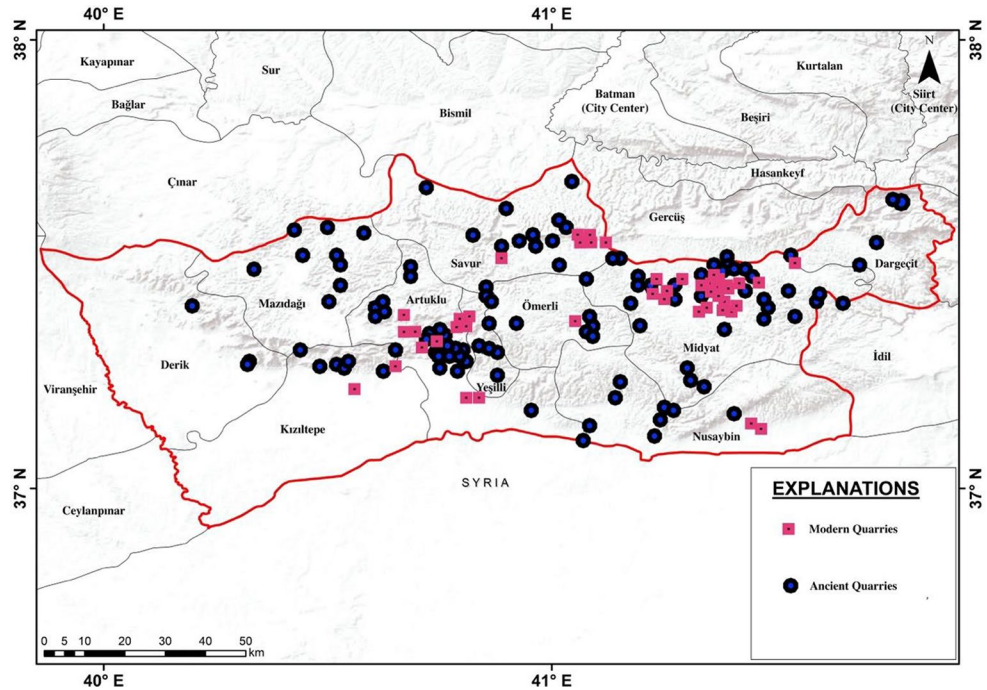 40° E
41° E
38° N
38° N
N
Kayapınar
Sur
Kurtalan
Bağlar
Bismil
Batman
(City Center)
Siirt
(City Center)
Beşiri
Hasankeyf
Çınar
Gercüş
Savur
Dargeçit
Mazıdağı
Artuklu
Ömerli
Midyat
Derik
İdil
Viranşehir
Yeşilli
Kızıltepe
Nusaybin
SYRIA
37° N
37° N
Ceylanpınar
EXPLANATIONS
Modern Quarries
Ancient Quarries
0 5 10 20 30 40 50
km
40° E
41° E